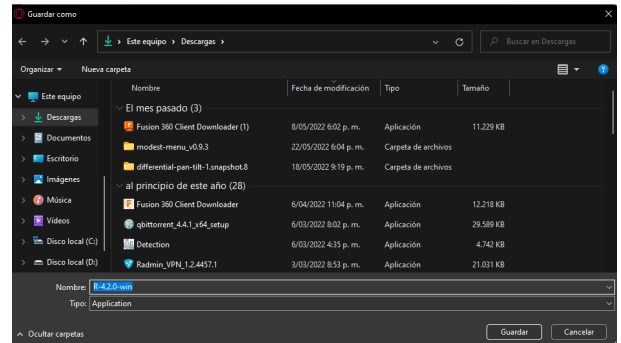 Guardar como
Este equipo › Descargas ›
Buscar en Descargas
Organizar
Nueva carpeta
Nombre Fecha de modificación Tipo Tamaño
Este equipo
Descargas
Documentos
Escritorio
Imágenes
Música
Vídeos
Disco local (C:)
Disco local (D:)
El mes pasado (3)
Fusion 360 Client Downloader (1) 8/05/2022 6:02 p. m. Aplicación 11.229 KB
modest-menu_v0.9.3 22/05/2022 6:04 p. m. Carpeta de archivos
differential-pan-tilt-1.snapshot.8 18/05/2022 9:19 p. m. Carpeta de archivos
al principio de este año (28)
Fusion 360 Client Downloader 6/04/2022 11:04 p. m. Aplicación 12.218 KB
qbittorrent_4.4.1_x64_setup 6/03/2022 8:02 p. m. Aplicación 29.589 KB
Detection 6/03/2022 4:35 p. m. Aplicación 4.742 KB
Radmin_VPN_1.2.4457.1 3/03/2022 8:53 p. m. Aplicación 21.031 KB
Nombre: R-4.2.0-win
Tipo: Application
Ocultar carpetas
Guardar
Cancelar